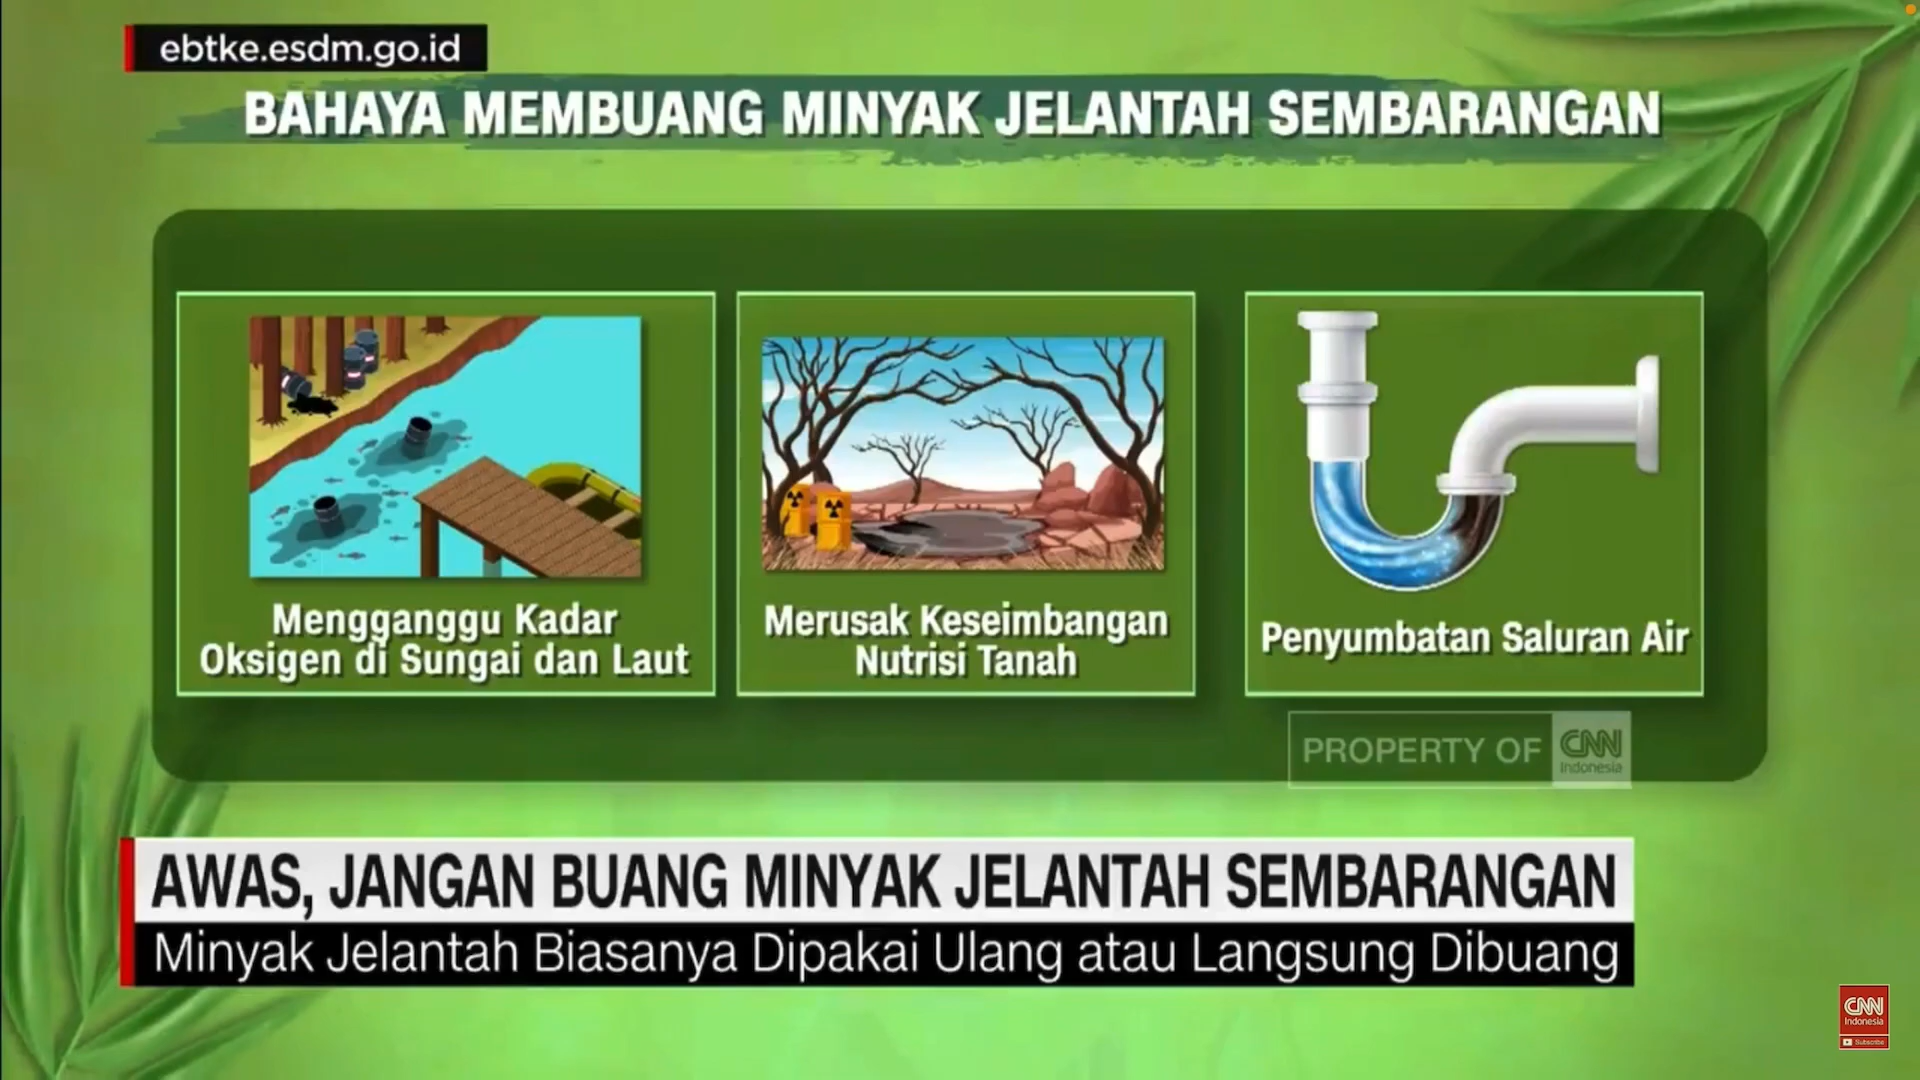 ebtke.esdm.go.id
BAHAYA MEMBUANG MINYAK JELANTAH SEMBARANGAN
Mengganggu Kadar
Oksigen di Sungai dan Laut
Merusak Keseimbangan
Nutrisi Tanah
Penyumbatan Saluran Air
PROPERTY OF CNN
Indonesia
AWAS, JANGAN BUANG MINYAK JELANTAH SEMBARANGAN
Minyak Jelantah Biasanya Dipakai Ulang atau Langsung Dibuang
CNN
Indonesia
Subscribe